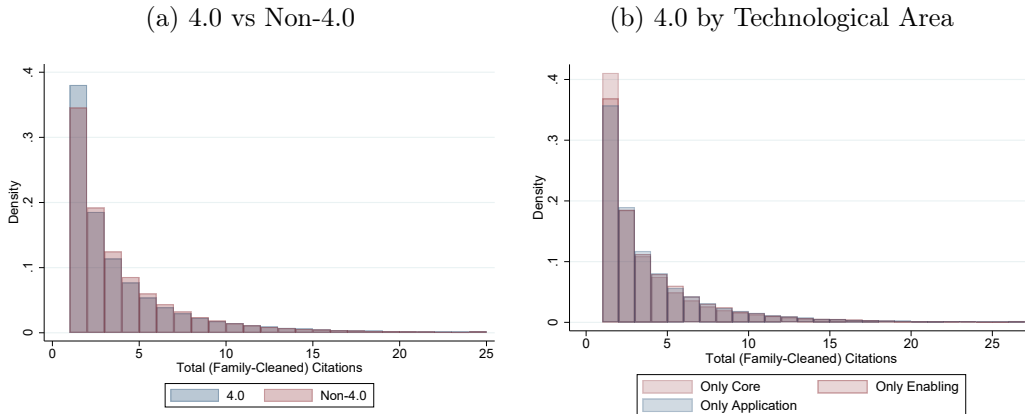 (a) 4.0 vs Non-4.0
.4
.3
.2
.1
0
Density
0 5 10 15 20 25
Total (Family-Cleaned) Citations
4.0 Non-4.0
(b) 4.0 by Technological Area
.4
.3
.2
.1
0
Density
0 5 10 15 20 25
Total (Family-Cleaned) Citations
Only Core Only Enabling
Only Application